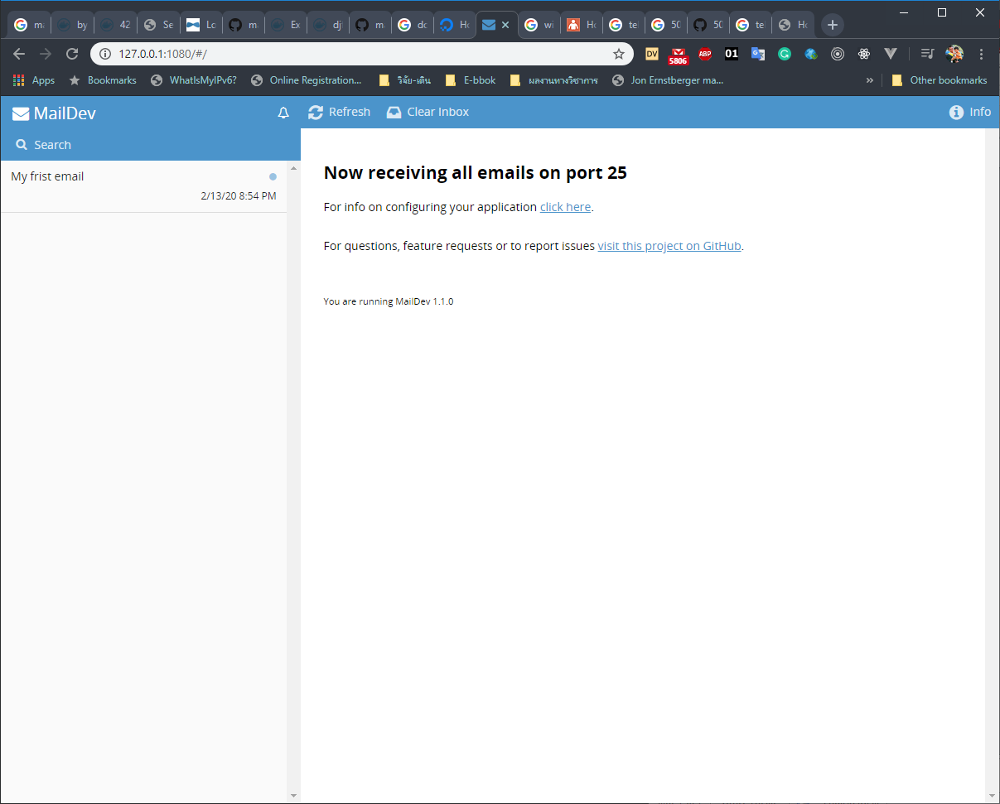 m
by
42
Se
Lo
m
Ex
dj
m
do
Ho
wi
Ho
te
50
50
te
Ho
127.0.0.1:1080/#/
DV
5806
ABP
01
Apps
Bookmarks
WhatIsMyIPv6?
Online Registration...
วิจัย-เดิน
E-bbok
ผลงานทางวิชาการ
Jon Ernstberger ma...
»
Other bookmarks
MailDev
Refresh
Clear Inbox
Info
Search
My frist email
2/13/20 8:54 PM
Now receiving all emails on port 25
For info on configuring your application click here.
For questions, feature requests or to report issues visit this project on GitHub.
You are running MailDev 1.1.0